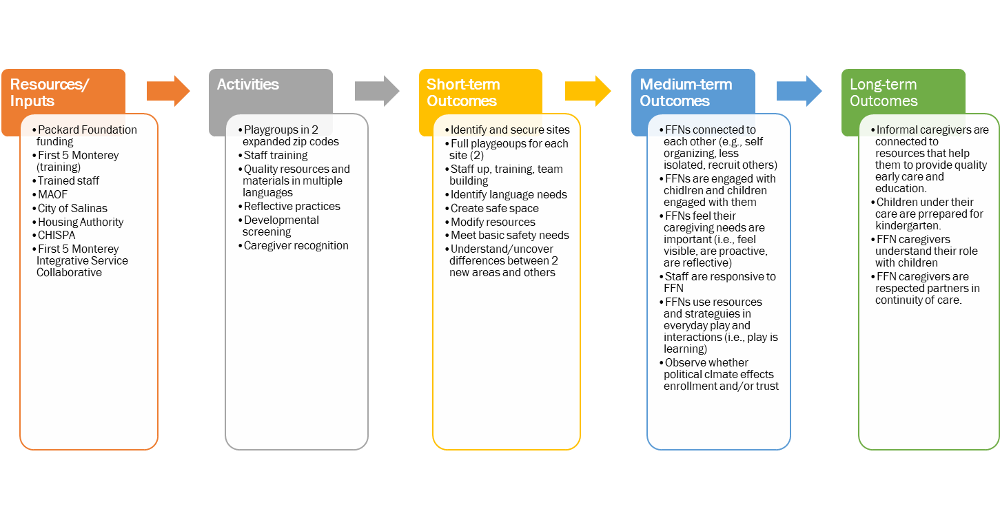 Resources/
Inputs
•Packard Foundation
funding
•First 5 Monterey
(training)
•Trained staff
•MAOF
•City of Salinas
•Housing Authority
•CHISPA
•First 5 Monterey
Integrative Service
Collaborative
Activities
•Playgroups in 2
expanded zip codes
•Staff training
•Quality resources and
materials in multiple
languages
•Reflective practices
•Developmental
screening
•Caregiver recognition
Short-term
Outcomes
•Identify and secure sites
•Full playgeoups for each
site (2)
•Staff up, training, team
building
•Identify language needs
•Create safe space
•Modify resources
•Meet basic safety needs
•Understand/uncover
differences between 2
new areas and others
Medium-term
Outcomes
•FFNs connected to
each other (e.g., self
organizing, less
isolated, recruit others)
•FFNs are engaged with
chidlren and children
engaged with them
•FFNs feel their
caregiving needs are
important (i.e., feel
visible, are proactive,
are reflective)
•Staff are responsive to
FFN
•FFNs use resources
and strateguies in
everyday play and
interactions (i.e., play is
learning)
•Observe whether
political clmate effects
enrollment and/or trust
Long-term
Outcomes
•Informal caregivers are
connected to
resources that help
them to provide quality
early care and
education.
•Children under their
care are prrepared for
kindergarten.
•FFN caregivers
understand their role
with children
•FFN caregivers are
respected partners in
continuity of care.